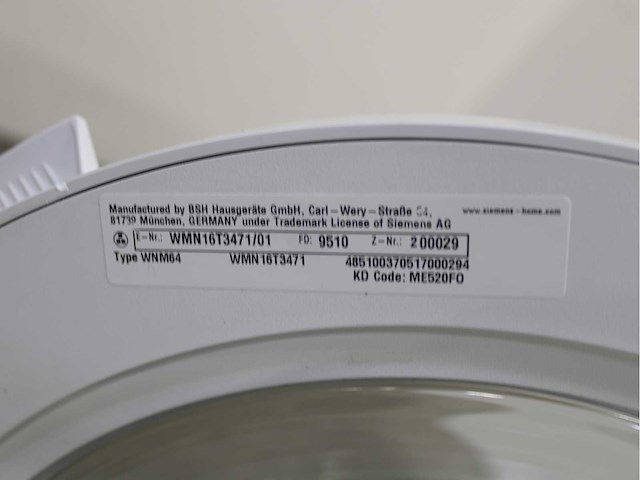 Manufactured by BSH Hausgeräte GmbH, Carl-Wery-Straße 34,
www.siemens-home.com
81739 München, GERMANY under Trademark License of Siemens AG
E-Nr.: WMN16T3471/01 FD: 9510 Z-Nr.: 200029
Type WNM64 WMN16T3471 485100370517000294
KD Code: ME520FO